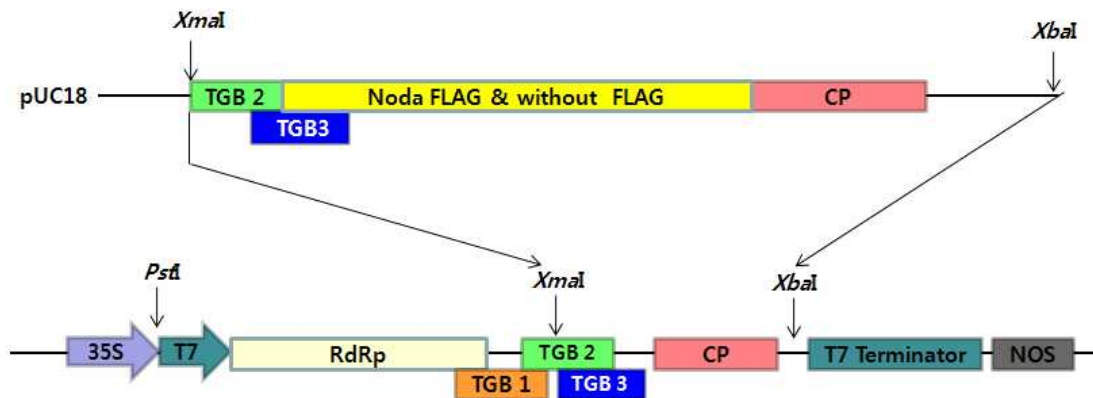 XmaI
XbaI
pUC18
TGB 2
Noda FLAG & without FLAG
CP
TGB3
PstI
XmaI
XbaI
35S
T7
RdRp
TGB 2
CP
T7 Terminator
NOS
TGB 1
TGB 3